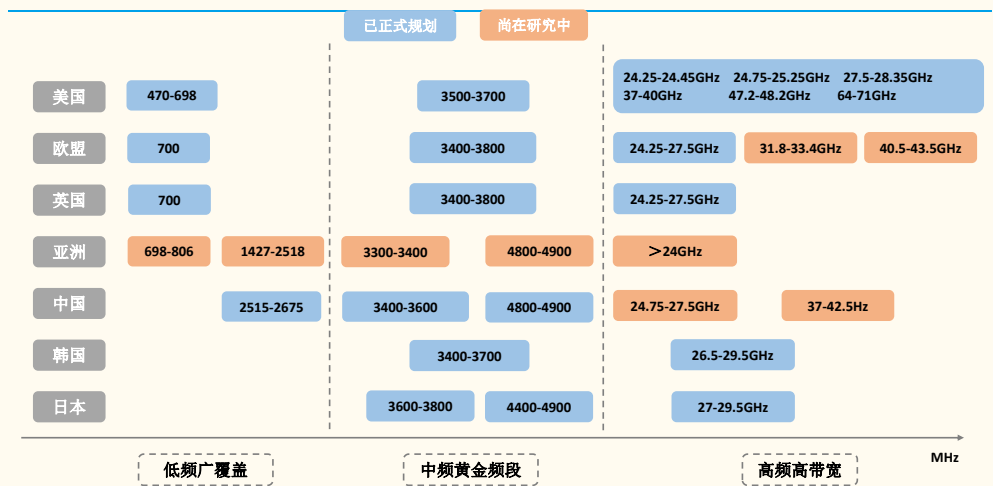 已正式规划 尚在研究中
美国 470-698 3500-3700 24.25-24.45GHz 24.75-25.25GHz 27.5-28.35GHz
37-40GHz 47.2-48.2GHz 64-71GHz
欧盟 700 3400-3800 24.25-27.5GHz 31.8-33.4GHz 40.5-43.5GHz
英国 700 3400-3800 24.25-27.5GHz
亚洲 698-806 1427-2518 3300-3400 4800-4900 ＞24GHz
中国 2515-2675 3400-3600 4800-4900 24.75-27.5GHz 37-42.5Hz
韩国 3400-3700 26.5-29.5GHz
日本 3600-3800 4400-4900 27-29.5GHz
MHz
低频广覆盖 中频黄金频段 高频高带宽